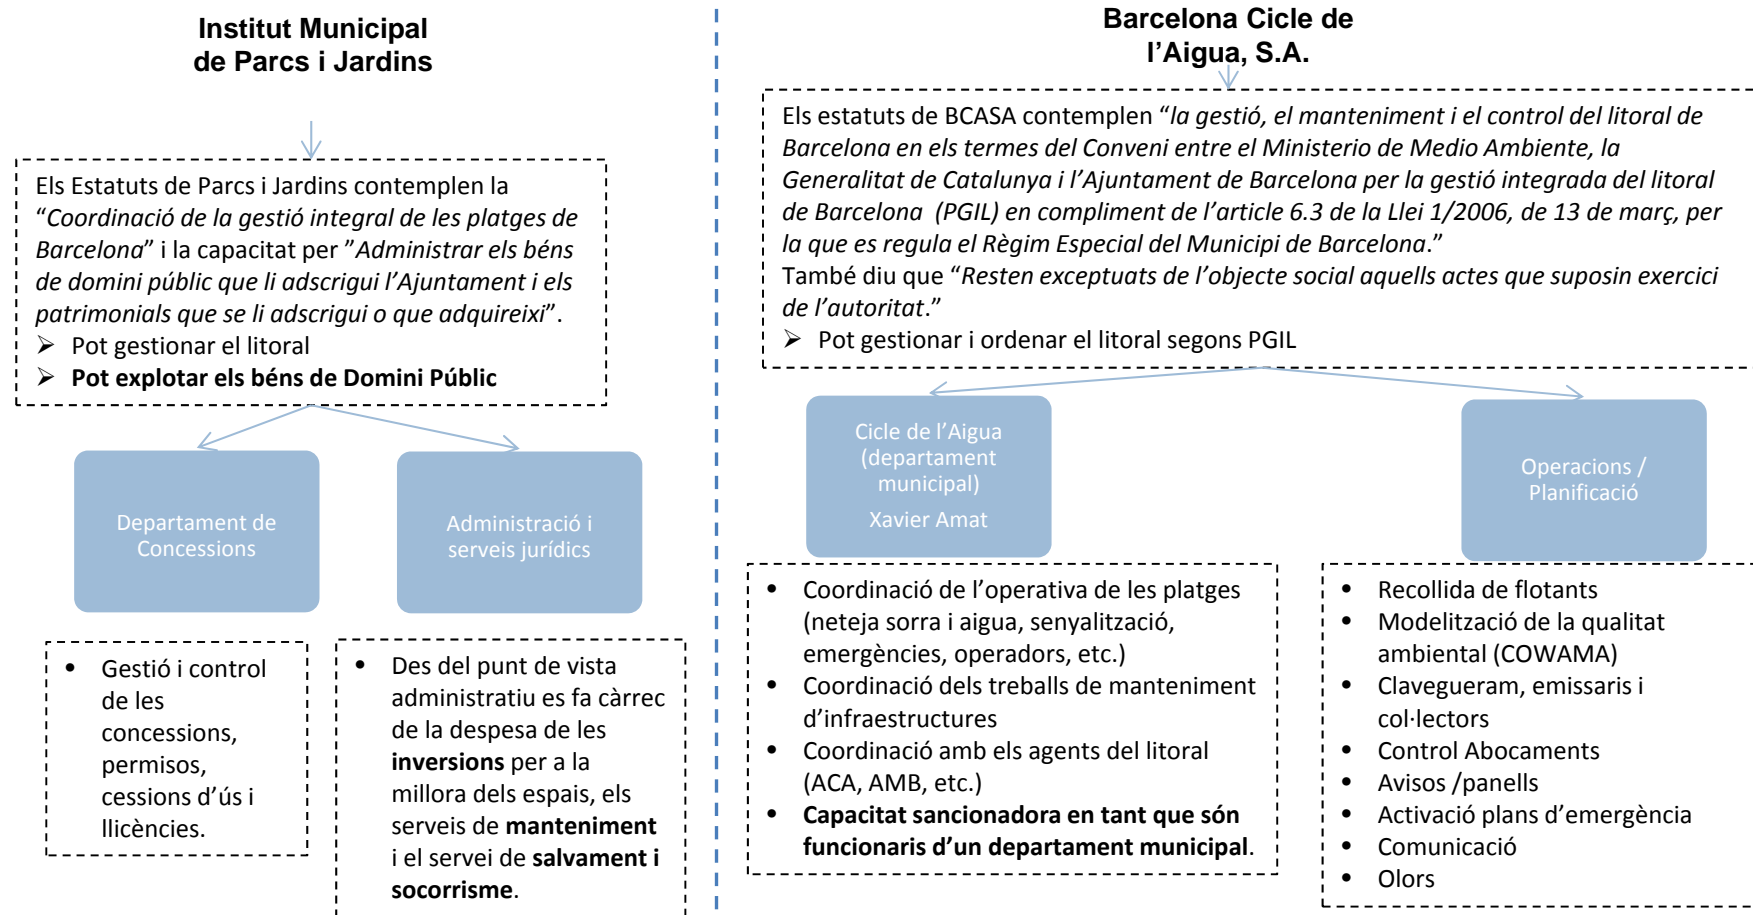 Institut Municipal
de Parcs i Jardins
Els Estatuts de Parcs i Jardins contemplen la
“Coordinació de la gestió integral de les platges de
Barcelona” i la capacitat per ”Administrar els béns
de domini públic que li adscrigui l’Ajuntament i els
patrimonials que se li adscrigui o que adquireixi”.
➢ Pot gestionar el litoral
➢ Pot explotar els béns de Domini Públic
Departament de
Concessions
Administració i
serveis jurídics
• Gestió i control
de les
concessions,
permisos,
cessions d’ús i
llicències.
• Des del punt de vista
administratiu es fa càrrec
de la despesa de les
inversions per a la
millora dels espais, els
serveis de manteniment
i el servei de salvament i
socorrisme.
Barcelona Cicle de
l’Aigua, S.A.
Els estatuts de BCASA contemplen “la gestió, el manteniment i el control del litoral de
Barcelona en els termes del Conveni entre el Ministerio de Medio Ambiente, la
Generalitat de Catalunya i l’Ajuntament de Barcelona per la gestió integrada del litoral
de Barcelona (PGIL) en compliment de l’article 6.3 de la Llei 1/2006, de 13 de març, per
la que es regula el Règim Especial del Municipi de Barcelona.”
També diu que “Resten exceptuats de l’objecte social aquells actes que suposin exercici
de l’autoritat.”
➢ Pot gestionar i ordenar el litoral segons PGIL
Cicle de l’Aigua
(departament
municipal)
Xavier Amat
Operacions /
Planificació
• Coordinació de l’operativa de les platges
(neteja sorra i aigua, senyalització,
emergències, operadors, etc.)
• Coordinació dels treballs de manteniment
d’infraestructures
• Coordinació amb els agents del litoral
(ACA, AMB, etc.)
• Capacitat sancionadora en tant que són
funcionaris d’un departament municipal.
• Recollida de flotants
• Modelització de la qualitat
ambiental (COWAMA)
• Clavegueram, emissaris i
col·lectors
• Control Abocaments
• Avisos /panells
• Activació plans d’emergència
• Comunicació
• Olors